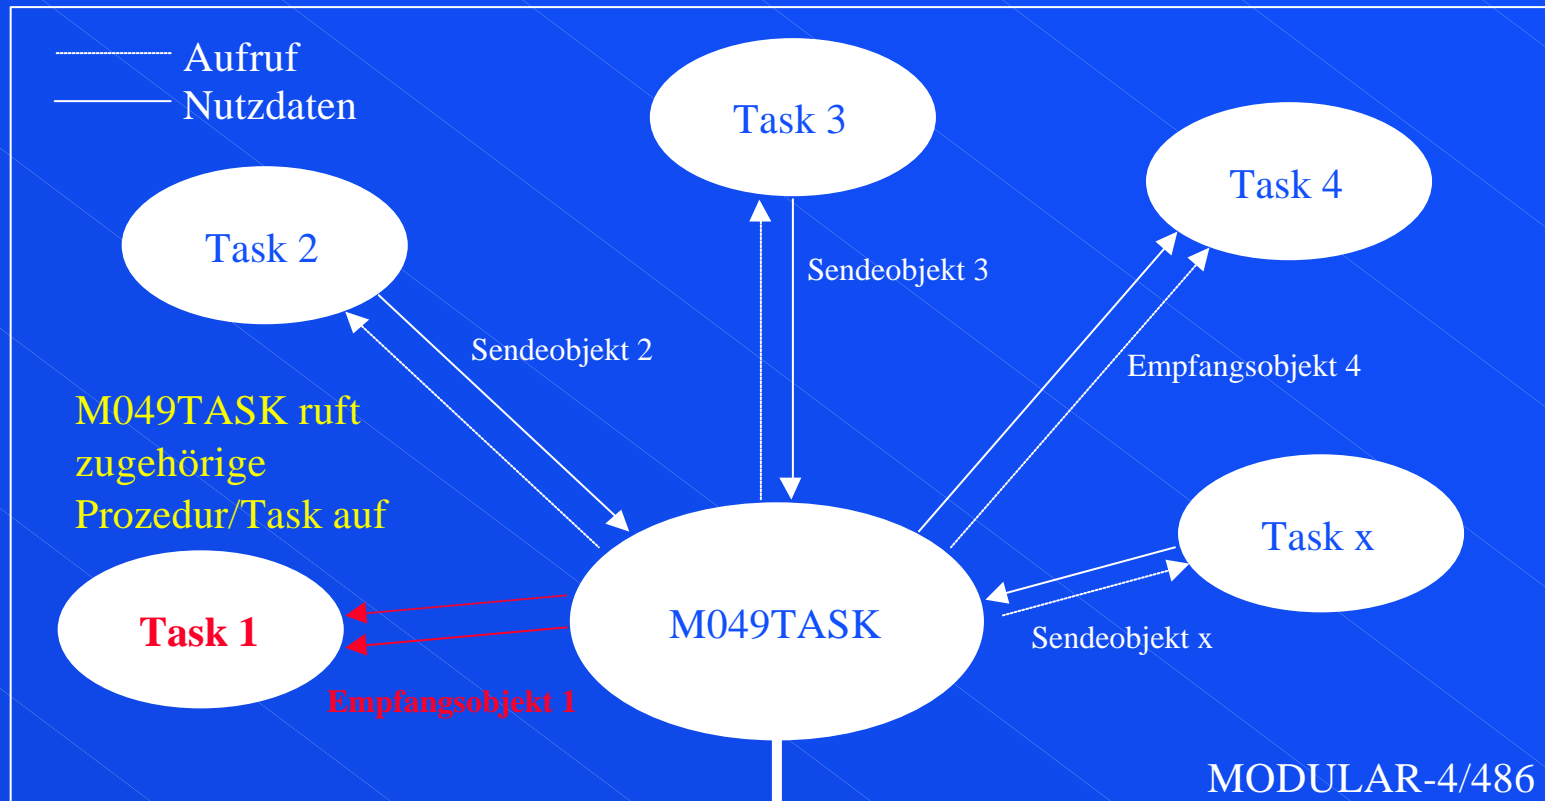 Aufruf
Nutzdaten
Task 3
Task 4
Task 2
Sendeobjekt 3
Sendeobjekt 2
Empfangsobjekt 4
M049TASK ruft
zugehörige
Prozedur/Task auf
Task x
Task 1
M049TASK
Sendeobjekt x
Empfangsobjekt 1
MODULAR-4/486